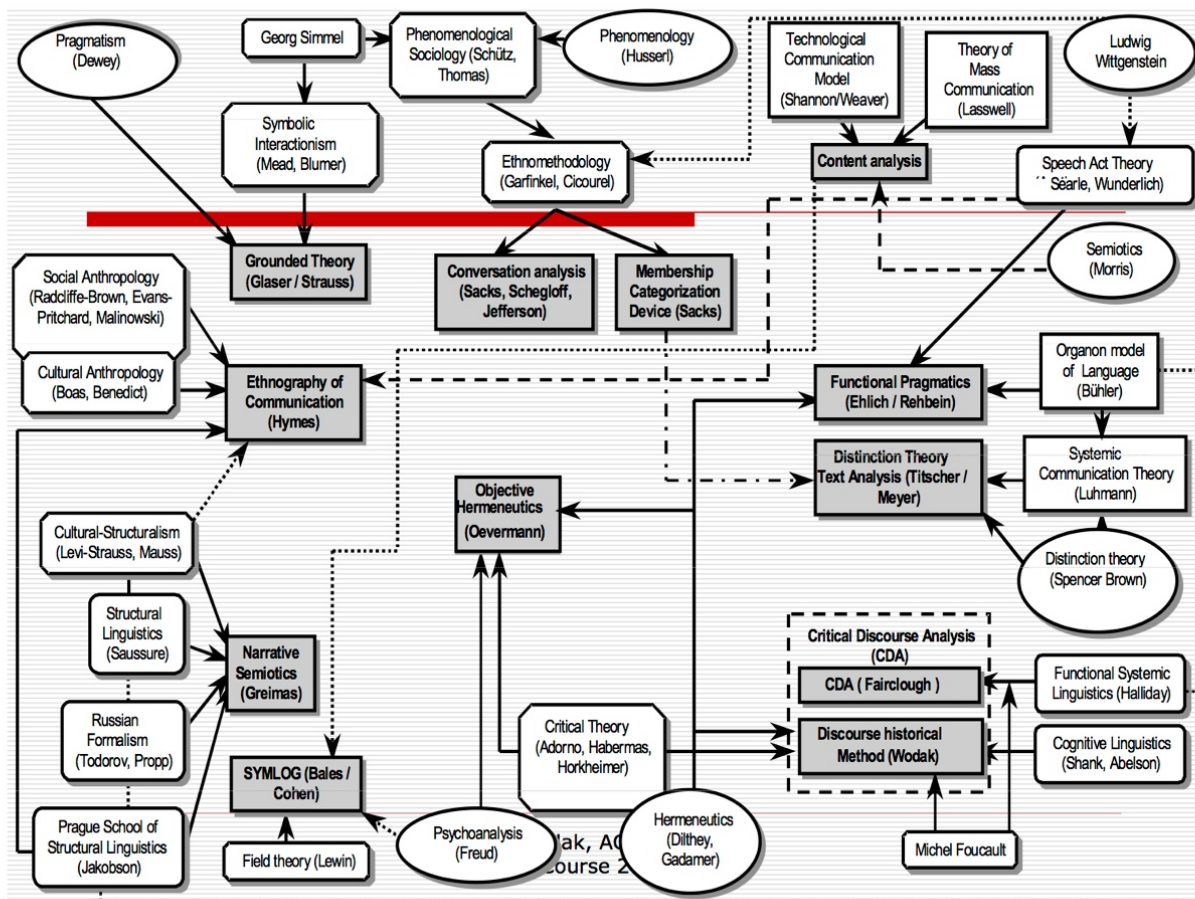 Pragmatism
(Dewey)
Georg Simmel
Phenomenological
Sociology (Schütz,
Thomas)
Phenomenology
(Husserl)
Technological
Communication
Model
(Shannon/Weaver)
Theory of
Mass
Communication
(Lasswell)
Ludwig
Wittgenstein
Symbolic
Interactionism
(Mead, Blumer)
Ethnomethodology
(Garfinkel, Cicourel)
Content analysis
Speech Act Theory
Searle, Wunderlich)
Grounded Theory
(Glaser / Strauss)
Conversation analysis
(Sacks, Schegloff,
Jefferson)
Membership
Categorization
Device (Sacks)
Semiotics
(Morris)
Social Anthropology
(Radcliffe-Brown, Evans-
Pritchard, Malinowski)
Cultural Anthropology
(Boas, Benedict)
Ethnography of
Communication
(Hymes)
Functional Pragmatics
(Ehlich / Rehbein)
Organon model
of Language
(Bühler)
Distinction Theory
Text Analysis (Titscher /
Meyer)
Systemic
Communication Theory
(Luhmann)
Objective
Hermeneutics
(Oevermann)
Cultural-Structuralism
(Levi-Strauss, Mauss)
Distinction theory
(Spencer Brown)
Structural
Linguistics
(Saussure)
Narrative
Semiotics
(Greimas)
Critical Discourse Analysis
(CDA)
CDA ( Fairclough )
Functional Systemic
Linguistics (Halliday)
Russian
Formalism
(Todorov, Propp)
Critical Theory
(Adorno, Habermas,
Horkheimer)
Discourse historical
Method (Wodak)
Cognitive Linguistics
(Shank, Abelson)
SYMLOG (Bales /
Cohen)
Prague School of
Structural Linguistics
(Jakobson)
Field theory (Lewin)
Psychoanalysis
(Freud)
dak, AC
ourse 2
Hermeneutics
(Dilthey,
Gadamer)
Michel Foucault